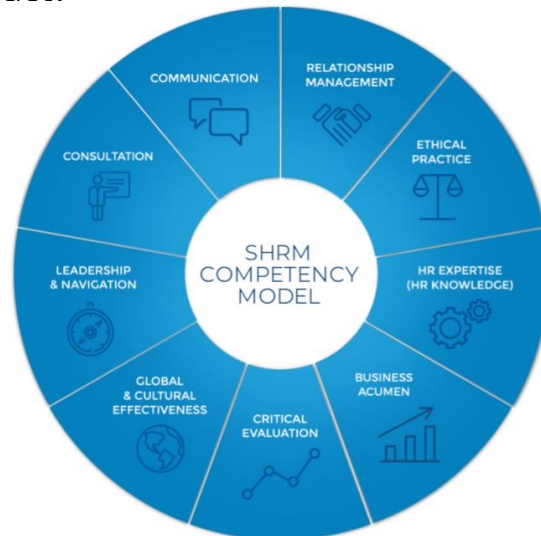 SHRM
COMPETENCY
MODEL
RELATIONSHIP
MANAGEMENT
ETHICAL
PRACTICE
HR EXPERTISE
(HR KNOWLEDGE)
BUSINESS
ACUMEN
CRITICAL
EVALUATION
GLOBAL
& CULTURAL
EFFECTIVENESS
LEADERSHIP
& NAVIGATION
CONSULTATION
COMMUNICATION